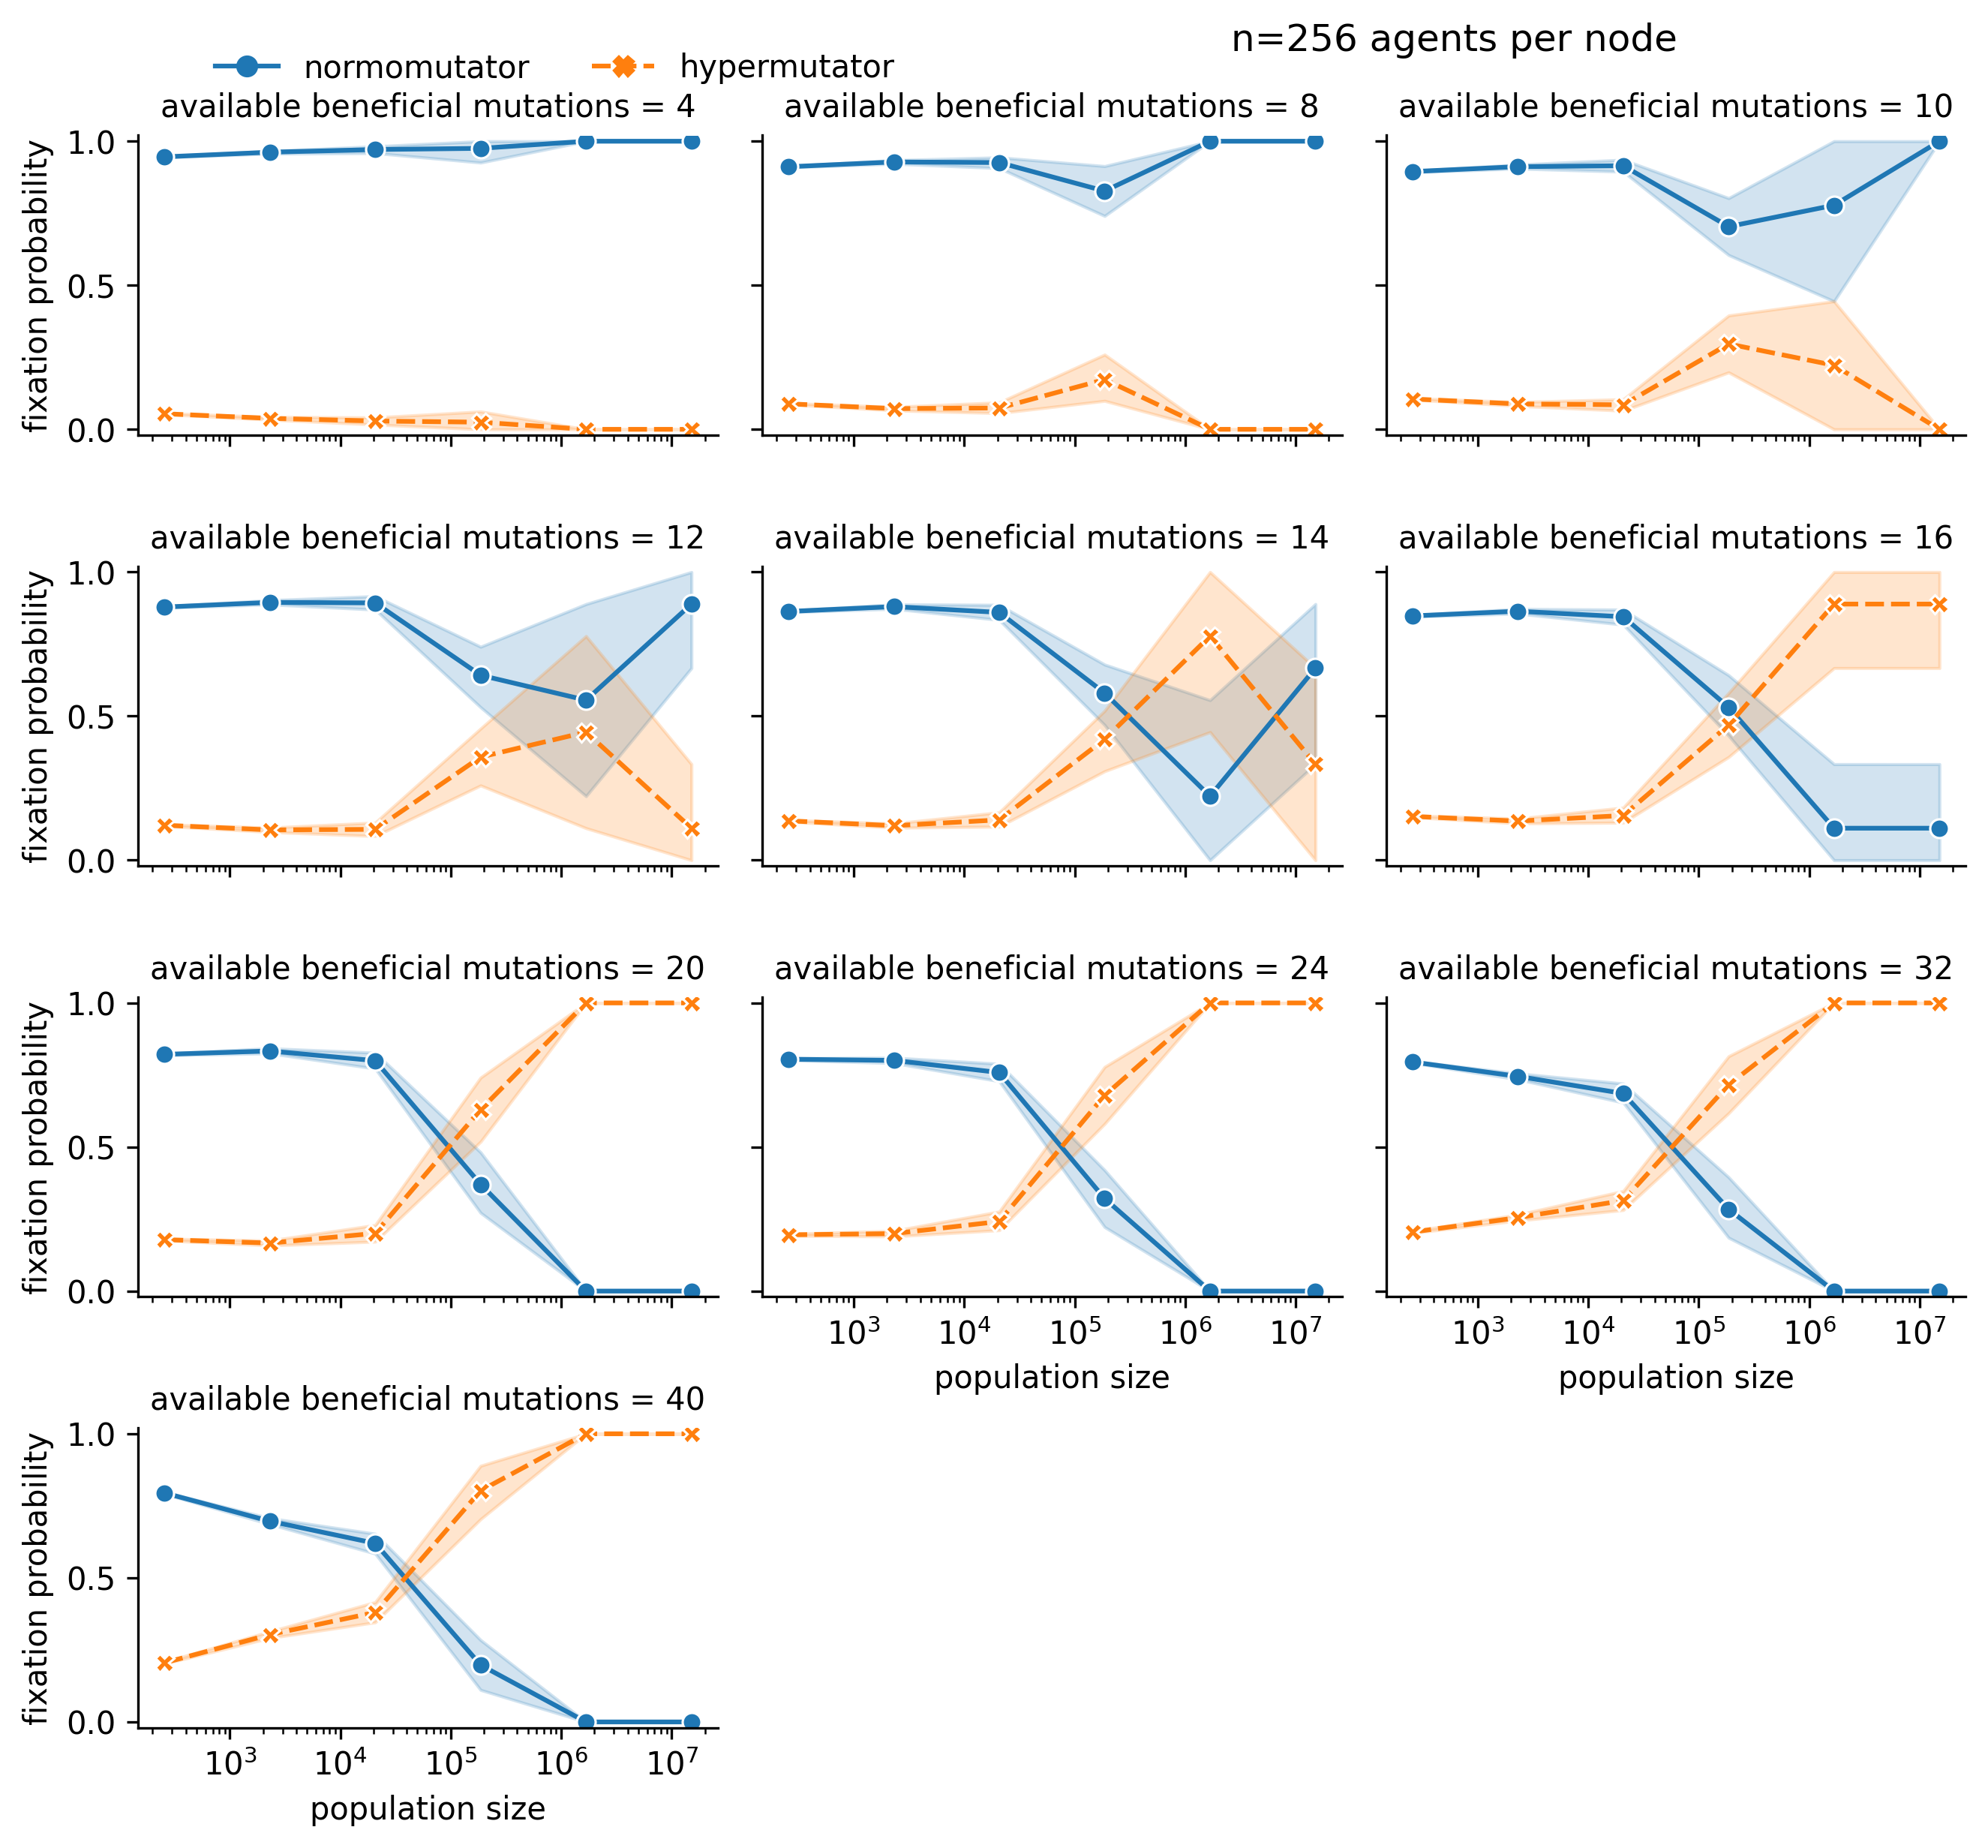 n=256 agents per node
normomutator hypermutator
available beneficial mutations = 4
available beneficial mutations = 8
available beneficial mutations = 10
1.0
0.5
0.0
fixation probability
available beneficial mutations = 12
available beneficial mutations = 14
available beneficial mutations = 16
1.0
0.5
0.0
fixation probability
available beneficial mutations = 20
available beneficial mutations = 24
available beneficial mutations = 32
1.0
0.5
0.0
fixation probability
10³ 10⁴ 10⁵ 10⁶ 10⁷
population size
10³ 10⁴ 10⁵ 10⁶ 10⁷
population size
available beneficial mutations = 40
1.0
0.5
0.0
fixation probability
10³ 10⁴ 10⁵ 10⁶ 10⁷
population size